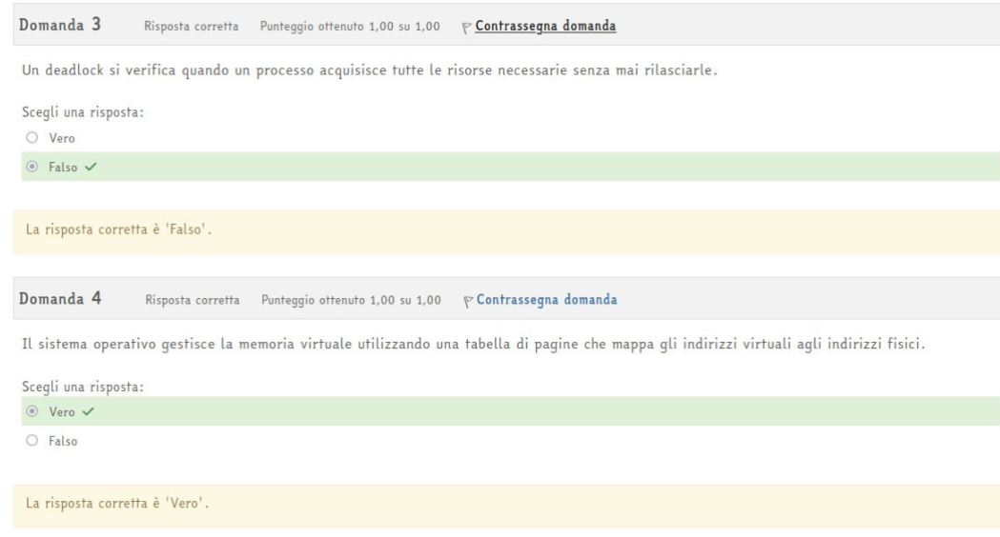 Domanda 3 Risposta corretta Punteggio ottenuto 1,00 su 1,00 Contrassegna domanda
Un deadlock si verifica quando un processo acquisisce tutte le risorse necessarie senza mai rilasciarle.
Scegli una risposta:
Vero
Falso
La risposta corretta è 'Falso'.
Domanda 4 Risposta corretta Punteggio ottenuto 1,00 su 1,00 Contrassegna domanda
Il sistema operativo gestisce la memoria virtuale utilizzando una tabella di pagine che mappa gli indirizzi virtuali agli indirizzi fisici.
Scegli una risposta:
Vero
Falso
La risposta corretta è 'Vero'.